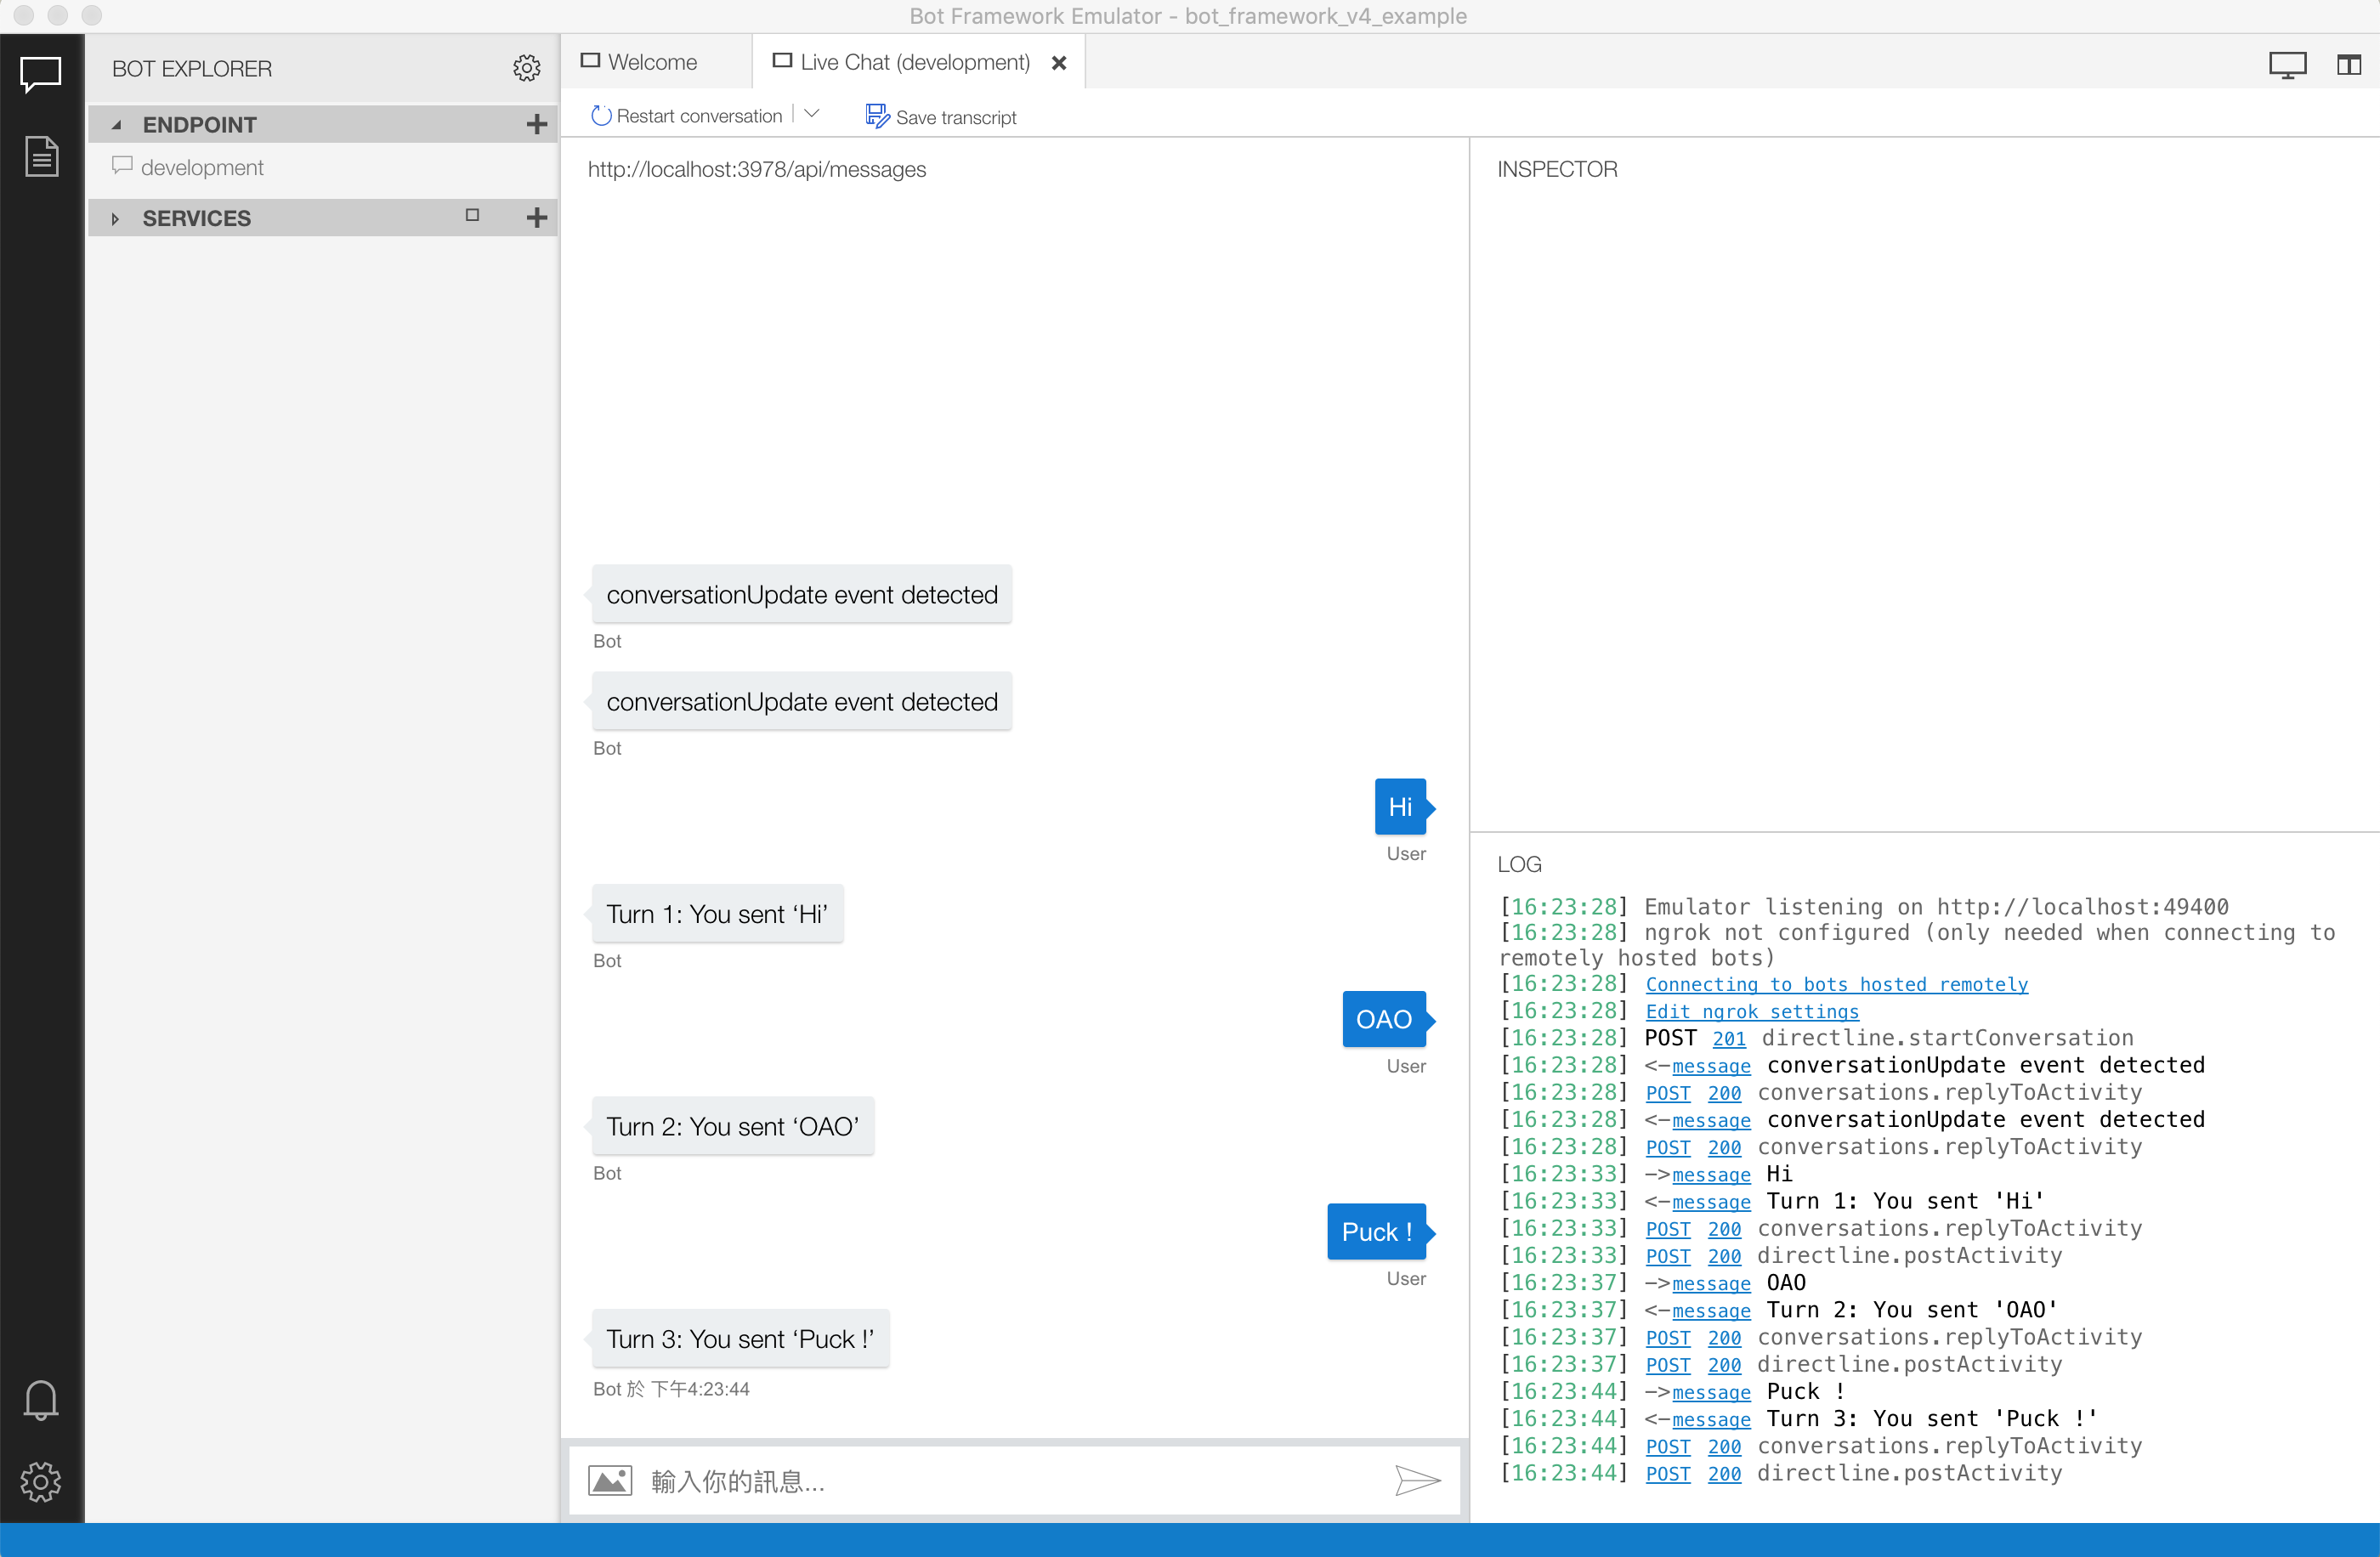 Bot Framework Emulator - bot_framework_v4_example
BOT EXPLORER
ENDPOINT
development
SERVICES
Welcome
Live Chat (development)
Restart conversation
Save transcript
http://localhost:3978/api/messages
conversationUpdate event detected
Bot
conversationUpdate event detected
Bot
Hi
User
Turn 1: You sent ‘Hi’
Bot
OAO
User
Turn 2: You sent ‘OAO’
Bot
Puck !
User
Turn 3: You sent ‘Puck !’
Bot 於 下午4:23:44
輸入你的訊息...
INSPECTOR
LOG
[16:23:28] Emulator listening on http://localhost:49400
[16:23:28] ngrok not configured (only needed when connecting to
remotely hosted bots)
[16:23:28] Connecting to bots hosted remotely
[16:23:28] Edit ngrok settings
[16:23:28] POST 201 directline.startConversation
[16:23:28] <-message conversationUpdate event detected
[16:23:28] POST 200 conversations.replyToActivity
[16:23:28] <-message conversationUpdate event detected
[16:23:28] POST 200 conversations.replyToActivity
[16:23:33] ->message Hi
[16:23:33] <-message Turn 1: You sent 'Hi'
[16:23:33] POST 200 conversations.replyToActivity
[16:23:33] POST 200 directline.postActivity
[16:23:37] ->message OAO
[16:23:37] <-message Turn 2: You sent 'OAO'
[16:23:37] POST 200 conversations.replyToActivity
[16:23:37] POST 200 directline.postActivity
[16:23:44] ->message Puck !
[16:23:44] <-message Turn 3: You sent 'Puck !'
[16:23:44] POST 200 conversations.replyToActivity
[16:23:44] POST 200 directline.postActivity